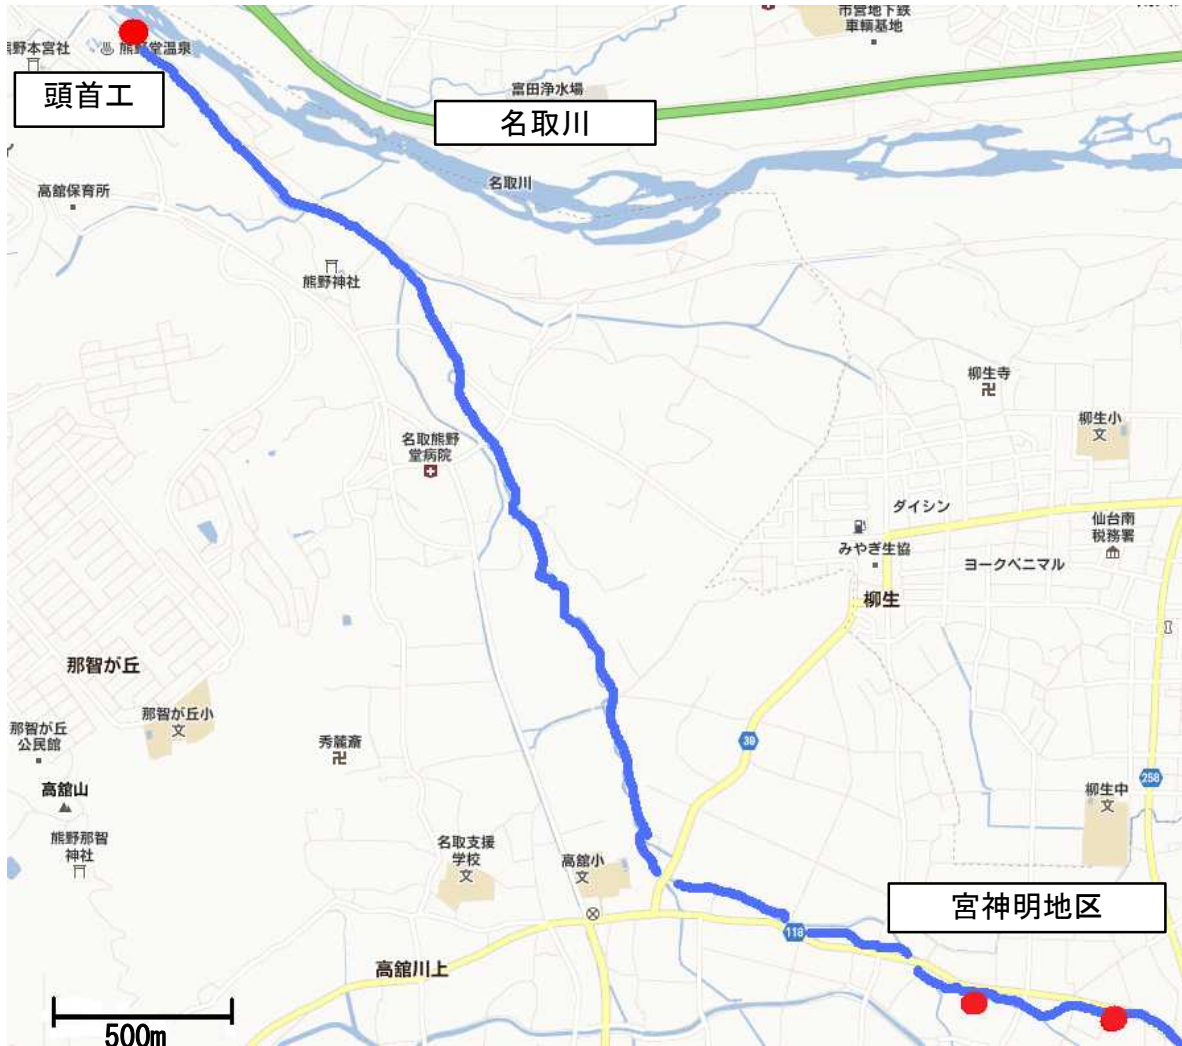 市営地下鉄
車輌基地
熊野本宮社
熊野堂温泉
頭首工
富田浄水場
名取川
名取川
高舘保育所
熊野神社
柳生寺
柳生小
文
名取熊野
堂病院
ダイシン
仙台南
税務署
みやぎ生協
ヨークベニマル
柳生
那智が丘
那智が丘小
文
那智が丘
公民館
秀麓斎
39
258
高舘山
柳生中
文
熊野那智
神社
名取支援
学校
文
高舘小
文
宮神明地区
118
高舘川上
500m